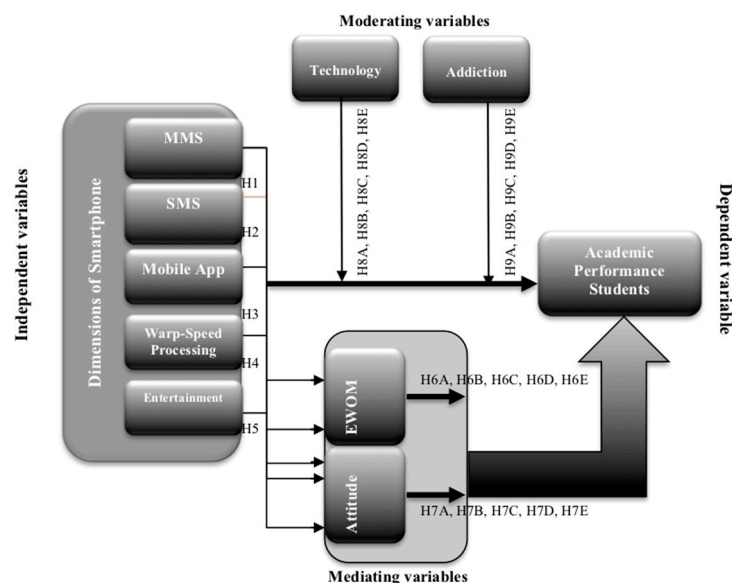 Moderating variables
Technology
Addiction
H8A, H8B, H8C, H8D, H8E
H9A, H9B, H9C, H9D, H9E
Independent variables
Dimensions of Smartphone
MMS
H1
SMS
H2
Mobile App
H3
Warp-Speed
Processing
H4
Entertainment
H5
Academic
Performance
Students
Dependent variable
EWOM
H6A, H6B, H6C, H6D, H6E
Attitude
H7A, H7B, H7C, H7D, H7E
Mediating variables